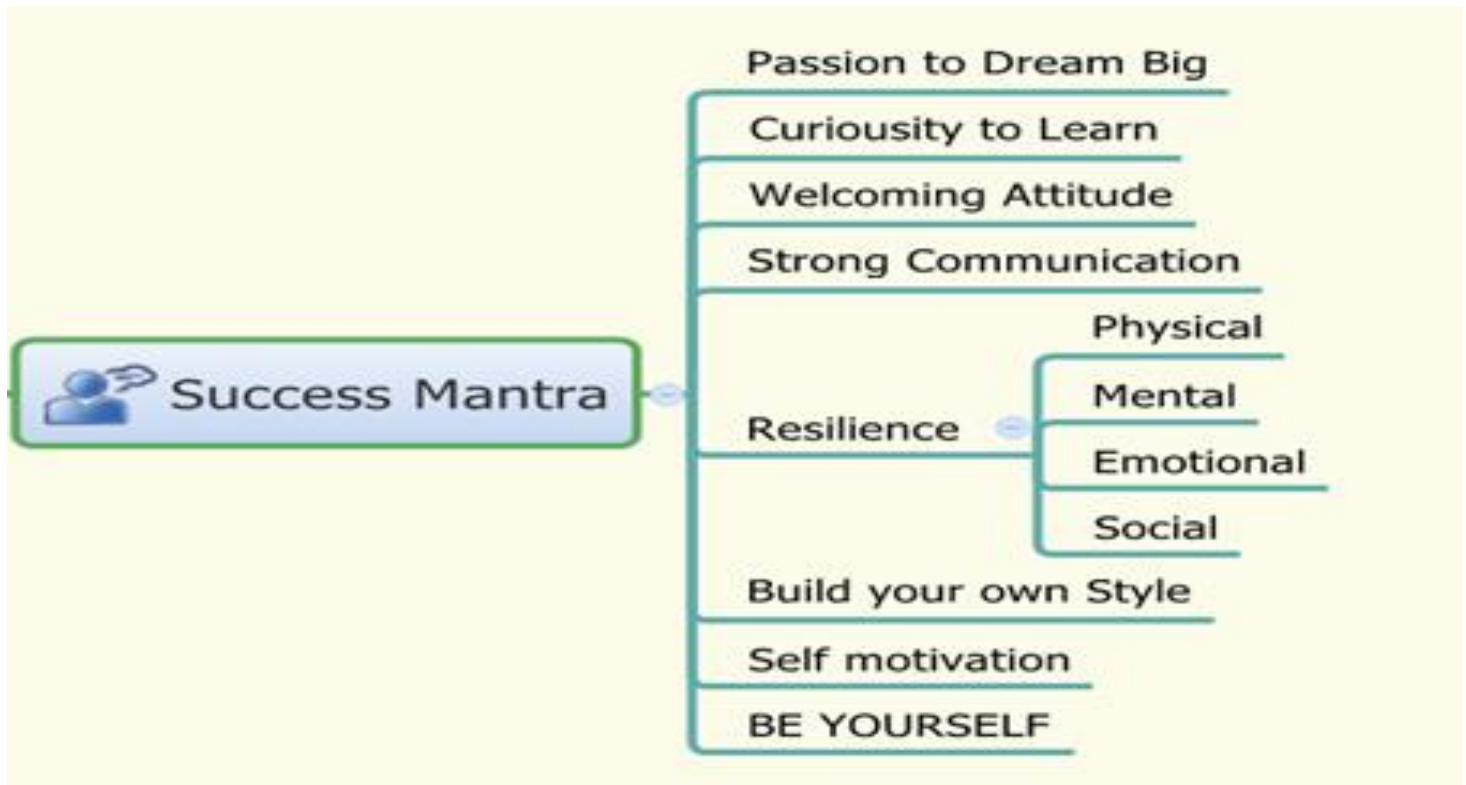 Success Mantra
Passion to Dream Big
Curiousity to Learn
Welcoming Attitude
Strong Communication
Resilience
Physical
Mental
Emotional
Social
Build your own Style
Self motivation
BE YOURSELF